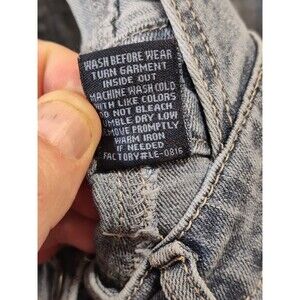 WASH BEFORE WEAR
TURN GARMENT
INSIDE OUT
MACHINE WASH COLD
WITH LIKE COLORS
DO NOT BLEACH
TUMBLE DRY LOW
REMOVE PROMPTLY
WARM IRON
IF NEEDED
FACTORY#LE-0816